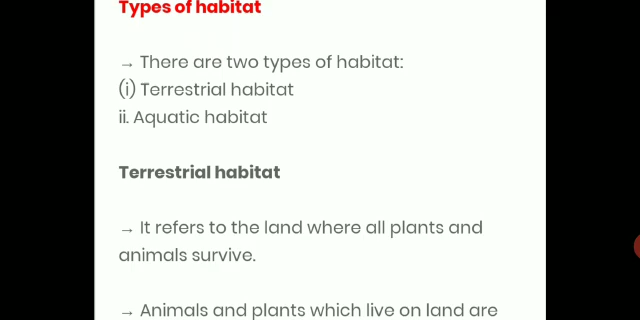 Types of habitat
→ There are two types of habitat:
(i) Terrestrial habitat
ii. Aquatic habitat
Terrestrial habitat
→ It refers to the land where all plants and
animals survive.
→ Animals and plants which live on land are